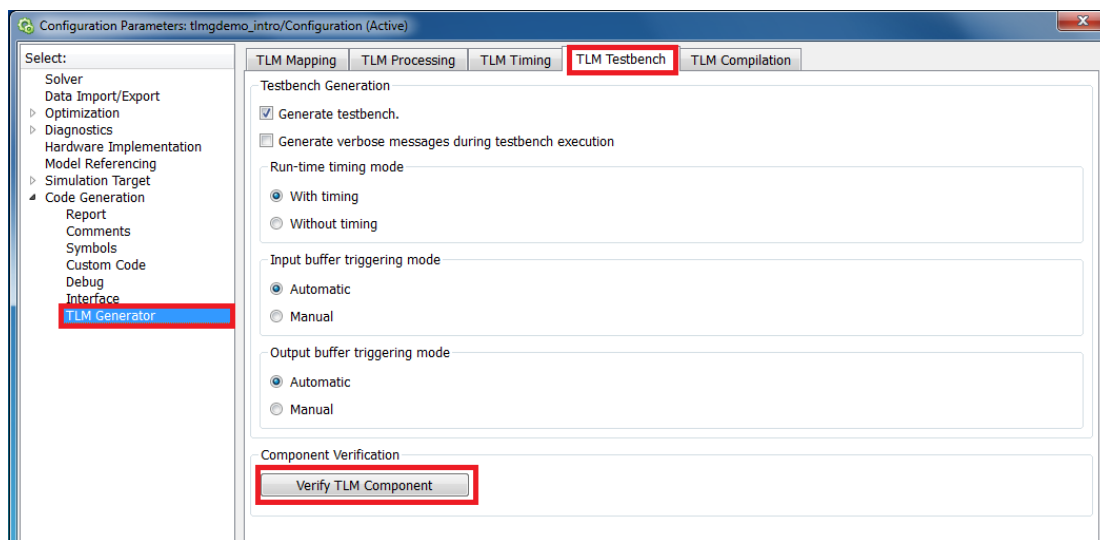 Configuration Parameters: tlmgdemo_intro/Configuration (Active)
Select:
Solver
Data Import/Export
Optimization
Diagnostics
Hardware Implementation
Model Referencing
Simulation Target
Code Generation
Report
Comments
Symbols
Custom Code
Debug
Interface
TLM Generator
TLM Mapping TLM Processing TLM Timing TLM Testbench TLM Compilation
Testbench Generation
Generate testbench.
Generate verbose messages during testbench execution
Run-time timing mode
With timing
Without timing
Input buffer triggering mode
Automatic
Manual
Output buffer triggering mode
Automatic
Manual
Component Verification
Verify TLM Component